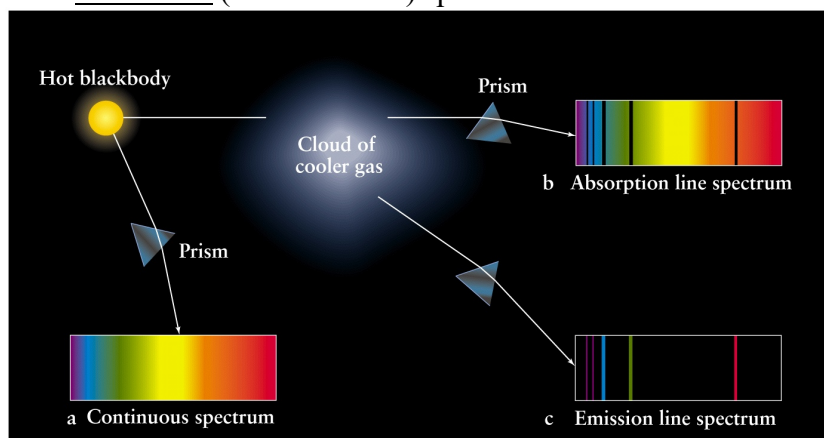 Hot blackbody
Prism
Cloud of
cooler gas
b Absorption line spectrum
Prism
a Continuous spectrum
c Emission line spectrum